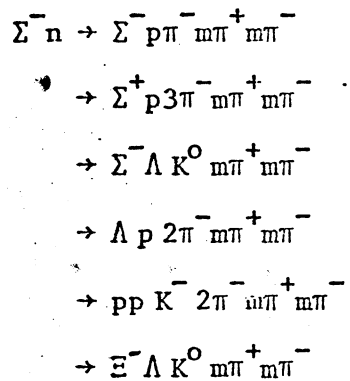 Σ⁻n → Σ⁻pπ⁻mπ⁺mπ⁻
→ Σ⁺p3π⁻mπ⁺mπ⁻
→ Σ⁻Λ K⁰ mπ⁺mπ⁻
→ Λ p 2π⁻mπ⁺mπ⁻
→ pp K⁻ 2π⁻mπ⁺mπ⁻
→ Ξ⁻Λ K⁰ mπ⁺mπ⁻